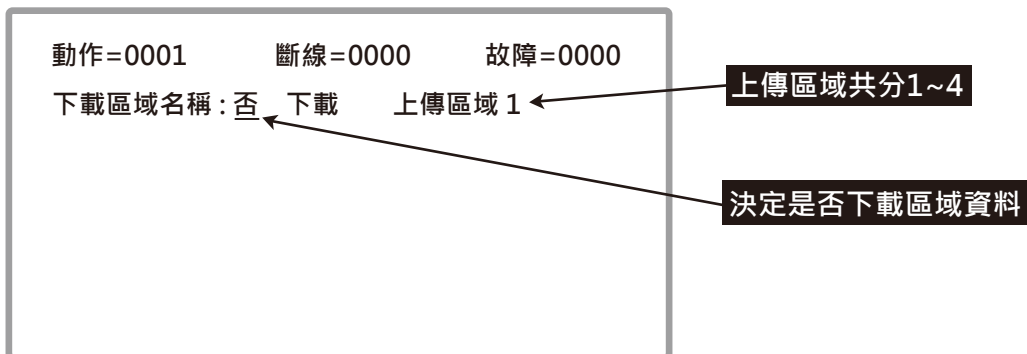 動作=0001 斷線=0000 故障=0000
下載區域名稱:否 下載 上傳區域1
上傳區域共分1~4
決定是否下載區域資料